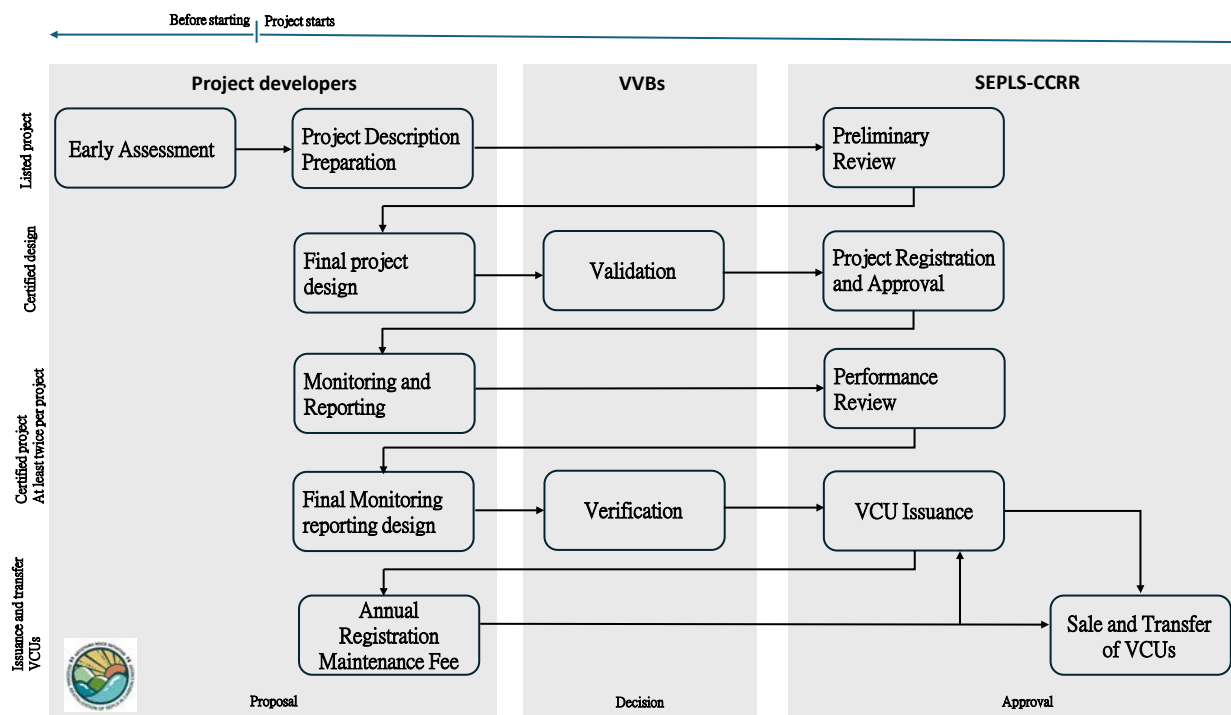 Before starting
Project starts
Project developers
VVBs
SEPLS-CCRR
Listed project
Early Assessment
Project Description
Preparation
Preliminary
Review
Certified design
Final project
design
Validation
Project Registration
and Approval
Certified project
At least twice per project
Monitoring and
Reporting
Performance
Review
Final Monitoring
reporting design
Verification
VCU Issuance
Issuance and transfer
VCUs
Annual
Registration
Maintenance Fee
Sale and Transfer
of VCUs
Proposal
Decision
Approval